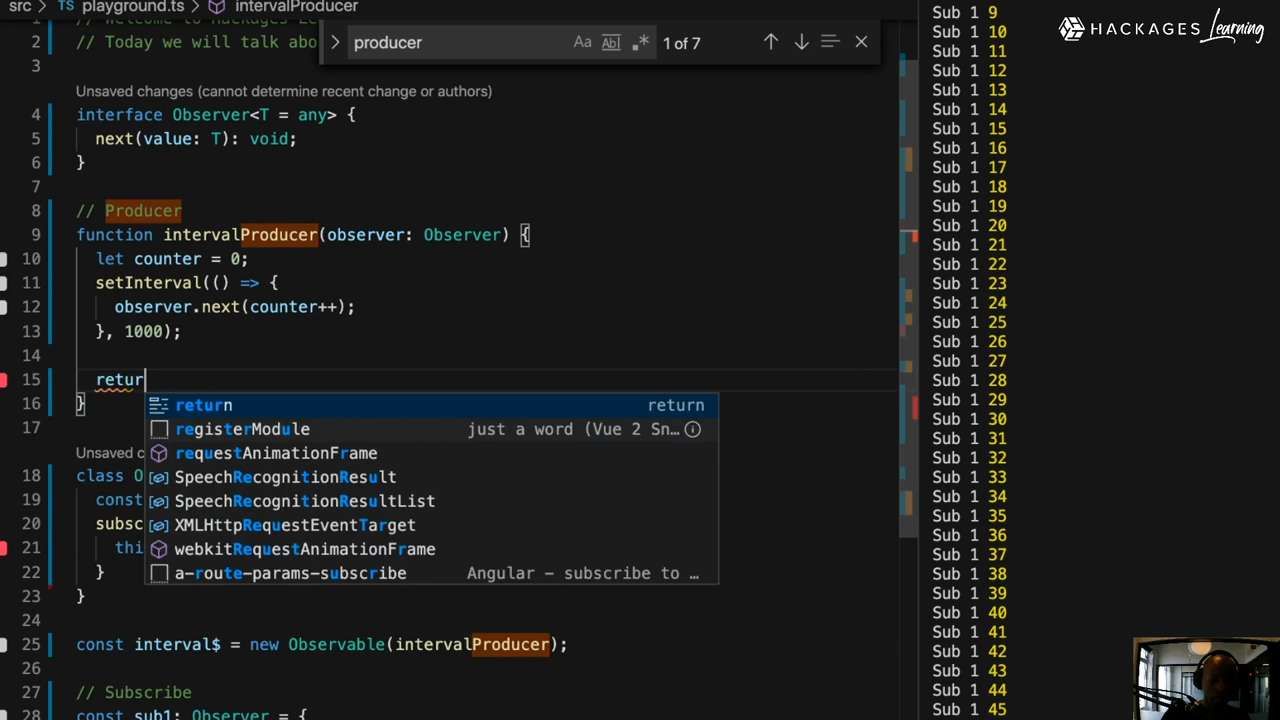 src > TS playground.ts > intervalProducer
// Welcome to Hackages Le
2 // Today we will talk abo
producer Aa Abl .* 1 of 7
3
Unsaved changes (cannot determine recent change or authors)
4 interface Observer<T = any> {
5 next(value: T): void;
6 }
7
8 // Producer
9 function intervalProducer(observer: Observer) {
10 let counter = 0;
11 setInterval(() => {
12 observer.next(counter++);
13 }, 1000);
14
15 retur
16 }
return return
registerModule just a word (Vue 2 Sn…
requestAnimationFrame
SpeechRecognitionResult
SpeechRecognitionResultList
XMLHttpRequestEventTarget
webkitRequestAnimationFrame
a-route-params-subscribe Angular – subscribe to …
17
Unsaved c
18 class O
19 const
20 subsc
21 thi
22 }
23 }
24
25 const interval$ = new Observable(intervalProducer);
26
27 // Subscribe
28 const sub1: Observer = {
Sub 1 9
Sub 1 10
Sub 1 11
Sub 1 12
Sub 1 13
Sub 1 14
Sub 1 15
Sub 1 16
Sub 1 17
Sub 1 18
Sub 1 19
Sub 1 20
Sub 1 21
Sub 1 22
Sub 1 23
Sub 1 24
Sub 1 25
Sub 1 26
Sub 1 27
Sub 1 28
Sub 1 29
Sub 1 30
Sub 1 31
Sub 1 32
Sub 1 33
Sub 1 34
Sub 1 35
Sub 1 36
Sub 1 37
Sub 1 38
Sub 1 39
Sub 1 40
Sub 1 41
Sub 1 42
Sub 1 43
Sub 1 44
Sub 1 45
HACKAGES Learning